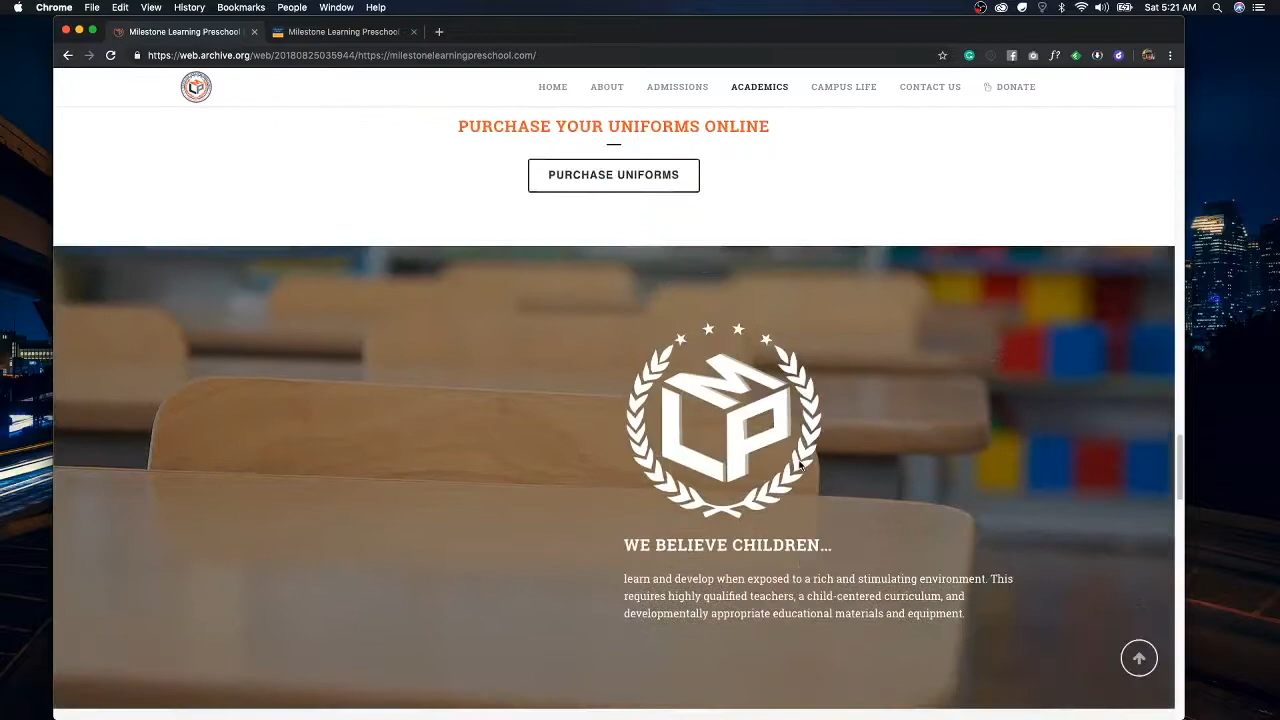 Chrome File Edit View History Bookmarks People Window Help
Sat 5:21 AM
Milestone Learning Preschool
Milestone Learning Preschool
https://web.archive.org/web/20180825035944/https://milestonelearningpreschool.com/
HOME ABOUT ADMISSIONS ACADEMICS CAMPUS LIFE CONTACT US DONATE
PURCHASE YOUR UNIFORMS ONLINE
PURCHASE UNIFORMS
MLP
WE BELIEVE CHILDREN...
learn and develop when exposed to a rich and stimulating environment. This
requires highly qualified teachers, a child-centered curriculum, and
developmentally appropriate educational materials and equipment.